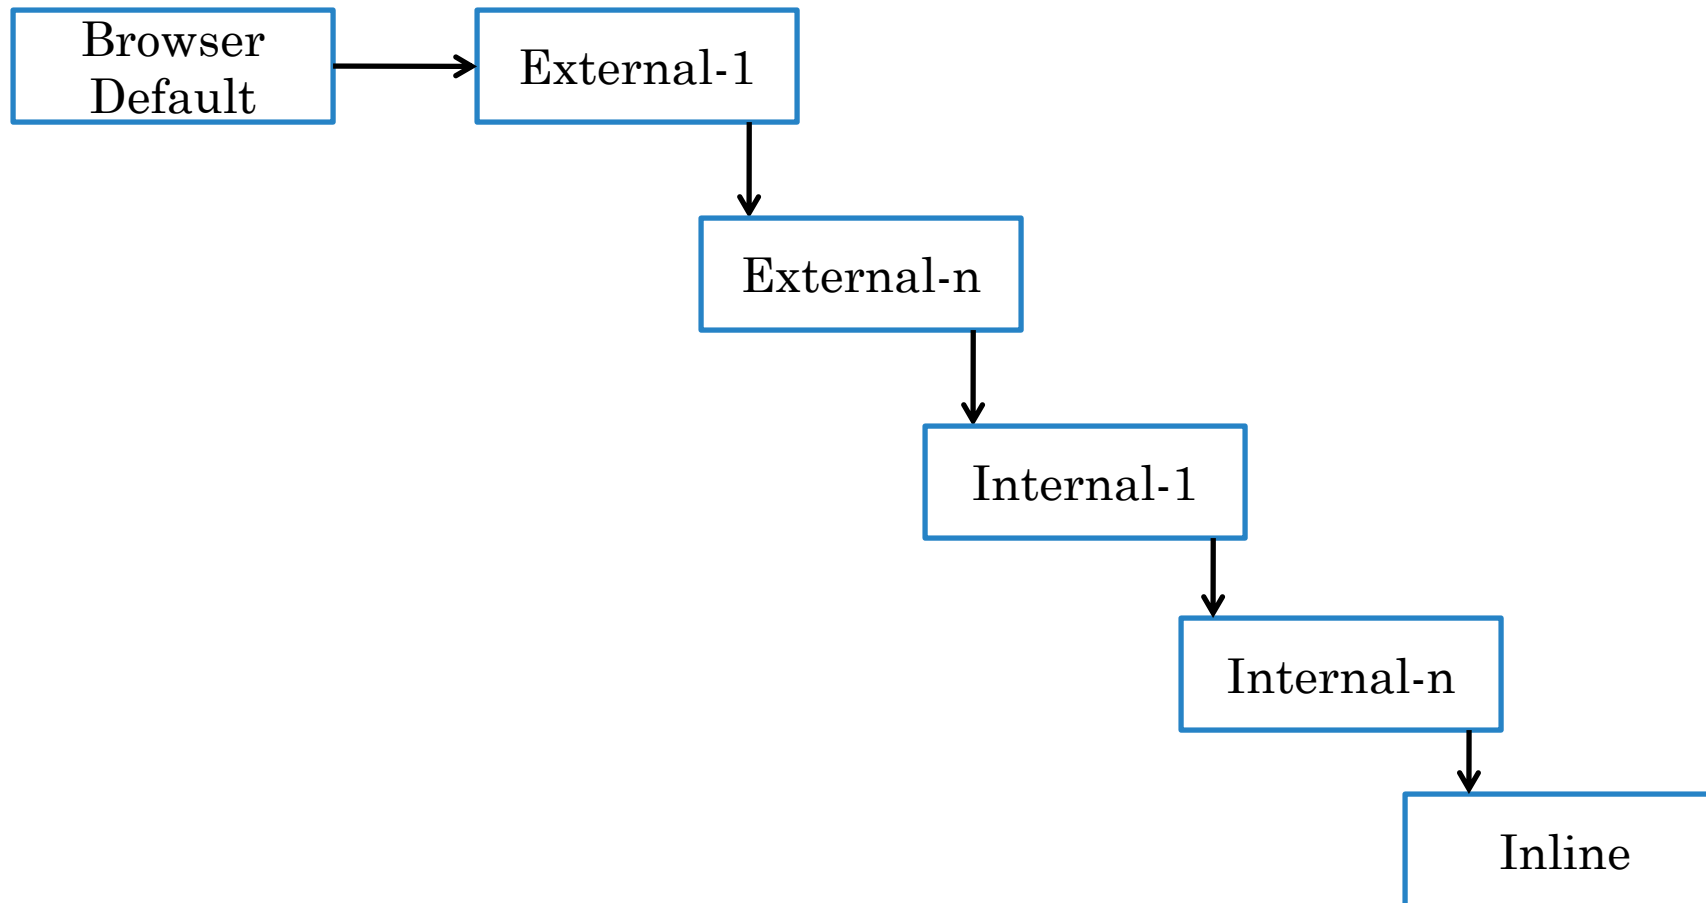 Browser
Default
External-1
External-n
Internal-1
Internal-n
Inline